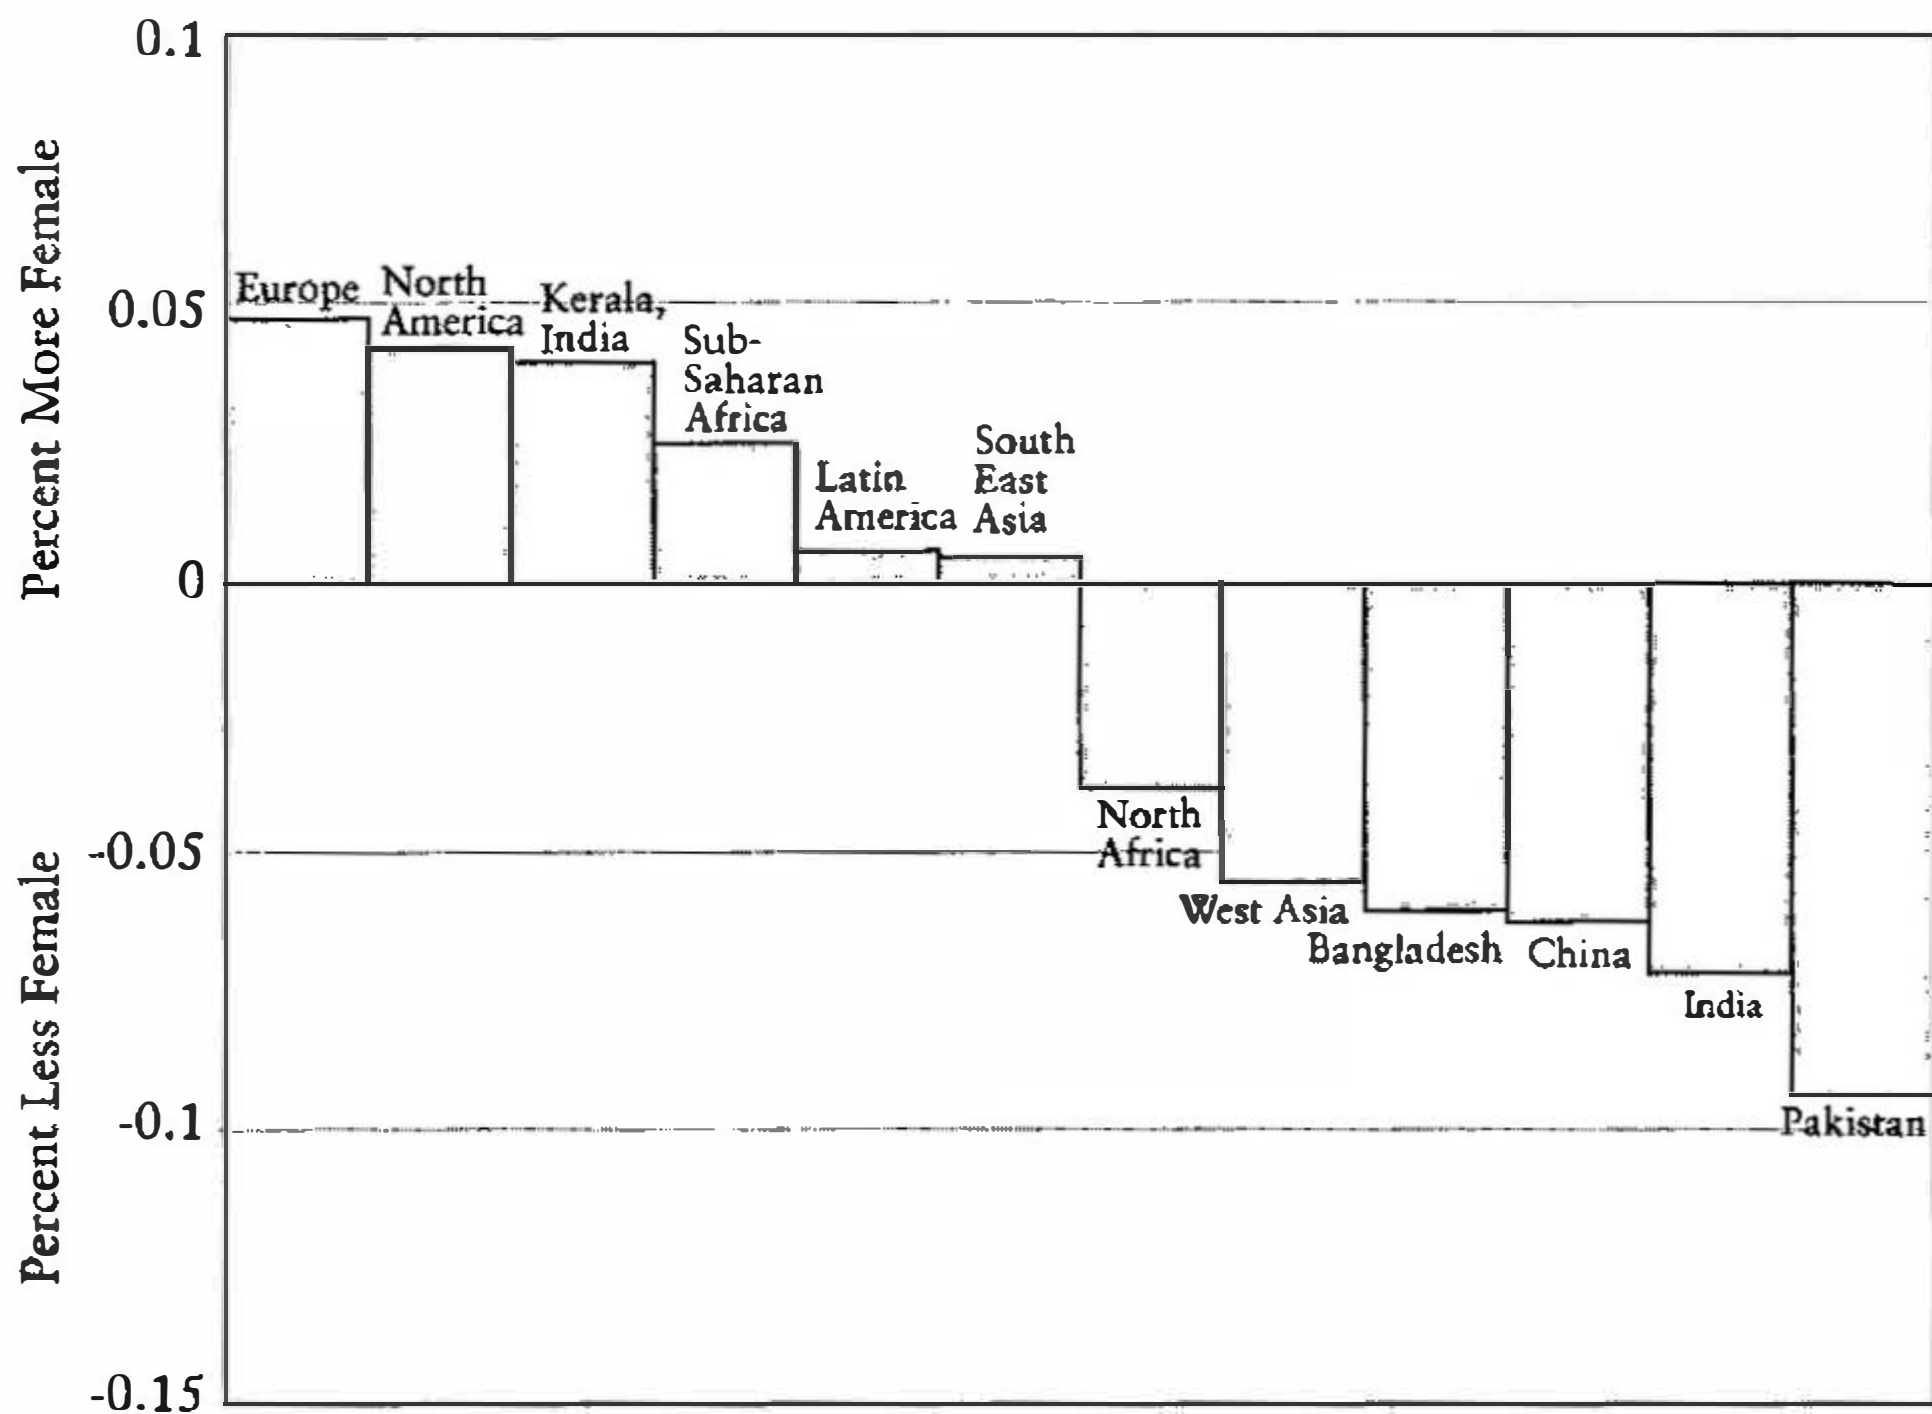 0.1
0.05
0
-0.05
-0.1
-0.15
Percent More Female
Percent Less Female
Europe
North
America
Kerala,
India
Sub-
Saharan
Africa
Latin
America
South
East
Asia
North
Africa
West Asia
Bangladesh
China
India
Pakistan